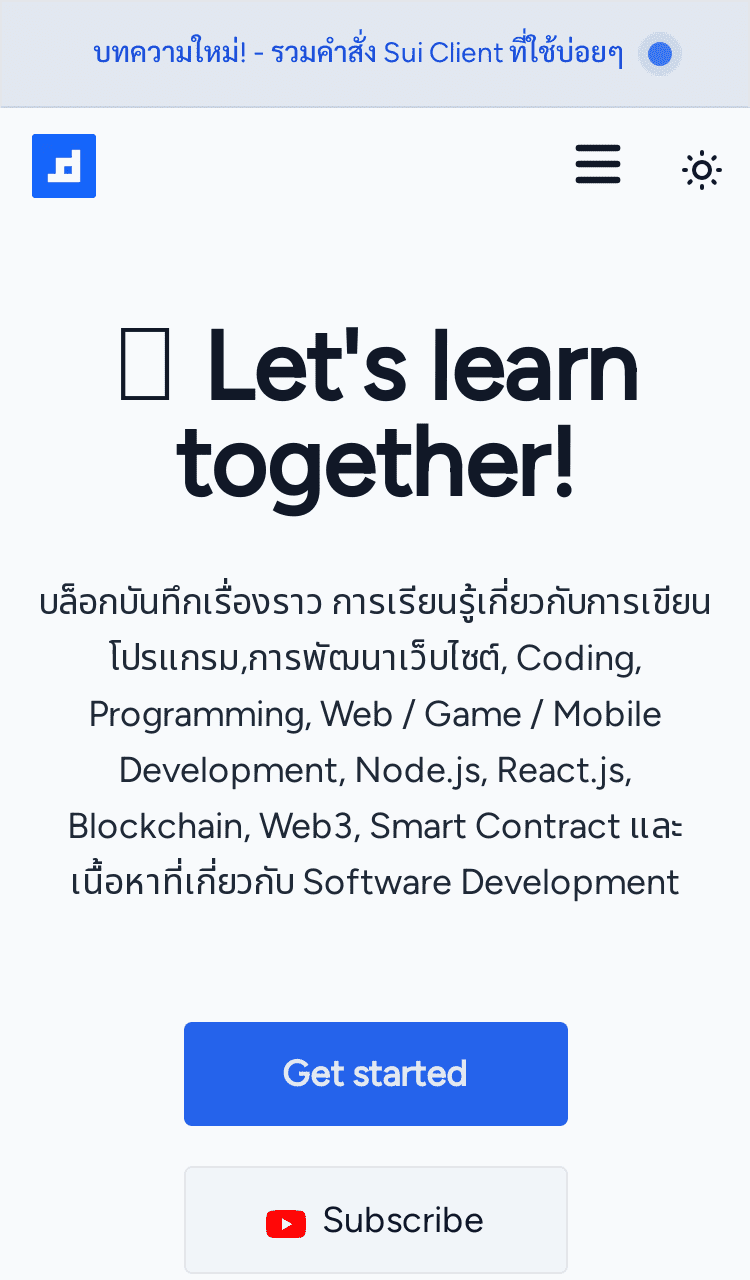 บทความใหม่! - รวมคำสั่ง Sui Client ที่ใช้บ่อยๆ
Let's learn
together!
บล็อกบันทึกเรื่องราว การเรียนรู้เกี่ยวกับการเขียน
โปรแกรม,การพัฒนาเว็บไซต์, Coding,
Programming, Web / Game / Mobile
Development, Node.js, React.js,
Blockchain, Web3, Smart Contract และ
เนื้อหาที่เกี่ยวกับ Software Development
Get started
Subscribe